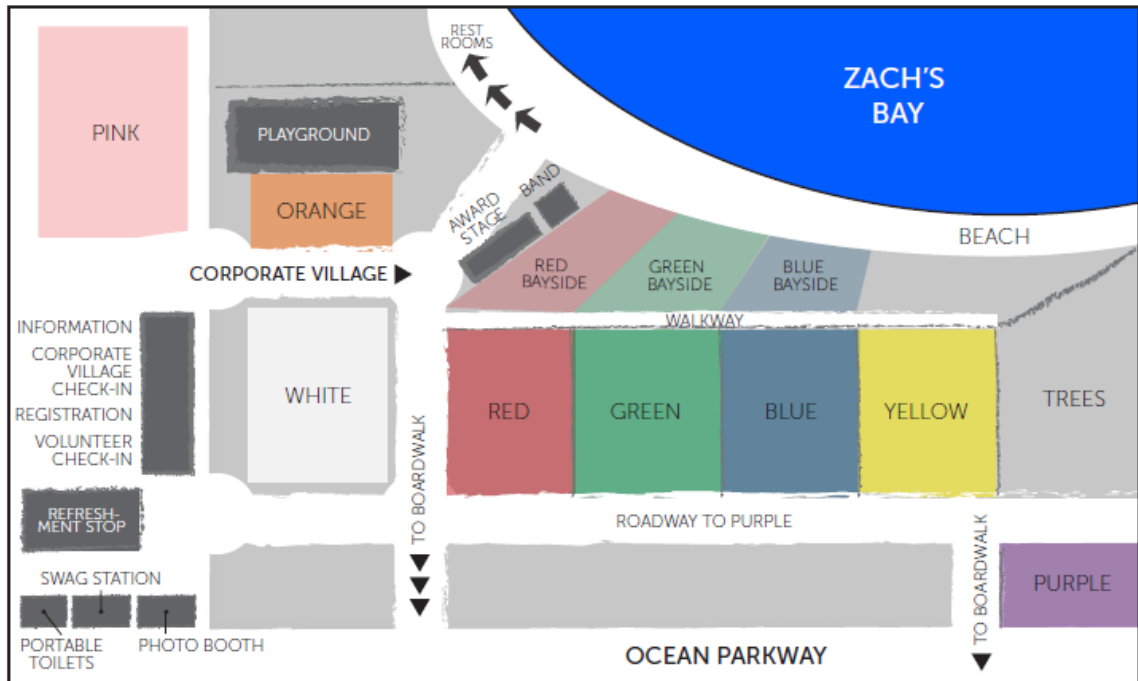 REST
ROOMS
ZACH'S
BAY
PINK
PLAYGROUND
ORANGE
AWARD
STAGE
BAND
BEACH
CORPORATE VILLAGE
RED
BAYSIDE
GREEN
BAYSIDE
BLUE
BAYSIDE
WALKWAY
INFORMATION
CORPORATE
VILLAGE
CHECK-IN
REGISTRATION
VOLUNTEER
CHECK-IN
WHITE
RED
GREEN
BLUE
YELLOW
TREES
TO BOARDWALK
REFRESH-
MENT STOP
ROADWAY TO PURPLE
TO BOARDWALK
SWAG STATION
PURPLE
PORTABLE
TOILETS
PHOTO BOOTH
OCEAN PARKWAY